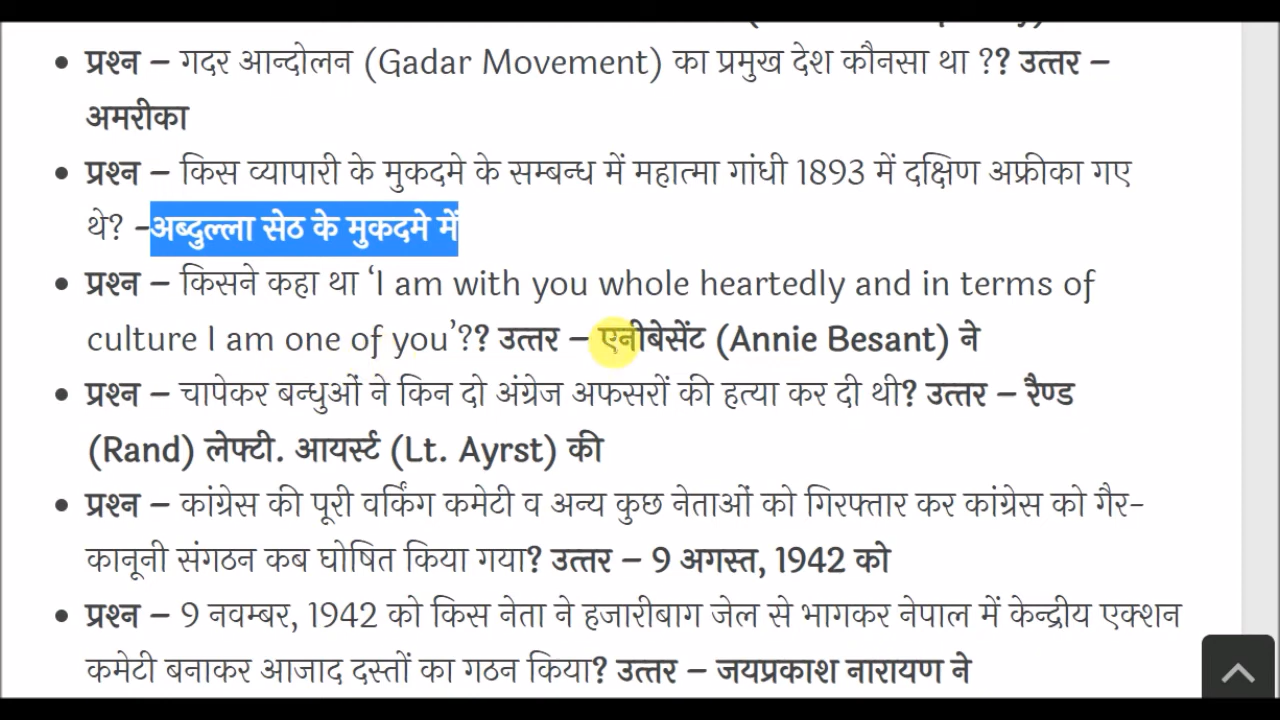 प्रश्न – गदर आन्दोलन (Gadar Movement) का प्रमुख देश कौनसा था ?? उत्तर –
अमरीका
प्रश्न – किस व्यापारी के मुकदमे के सम्बन्ध में महात्मा गांधी 1893 में दक्षिण अफ्रीका गए
थे? –अब्दुल्ला सेठ के मुकदमे में
प्रश्न – किसने कहा था ‘I am with you whole heartedly and in terms of
culture I am one of you’?? उत्तर – एनीबेसेंट (Annie Besant) ने
प्रश्न – चापेकर बन्धुओं ने किन दो अंग्रेज अफसरों की हत्या कर दी थी? उत्तर – रैण्ड
(Rand) लेफ्टी. आयर्स्ट (Lt. Ayrst) की
प्रश्न – कांग्रेस की पूरी वर्किंग कमेटी व अन्य कुछ नेताओं को गिरफ्तार कर कांग्रेस को गैर-
कानूनी संगठन कब घोषित किया गया? उत्तर – 9 अगस्त, 1942 को
प्रश्न – 9 नवम्बर, 1942 को किस नेता ने हजारीबाग जेल से भागकर नेपाल में केन्द्रीय एक्शन
कमेटी बनाकर आजाद दस्तों का गठन किया? उत्तर – जयप्रकाश नारायण ने